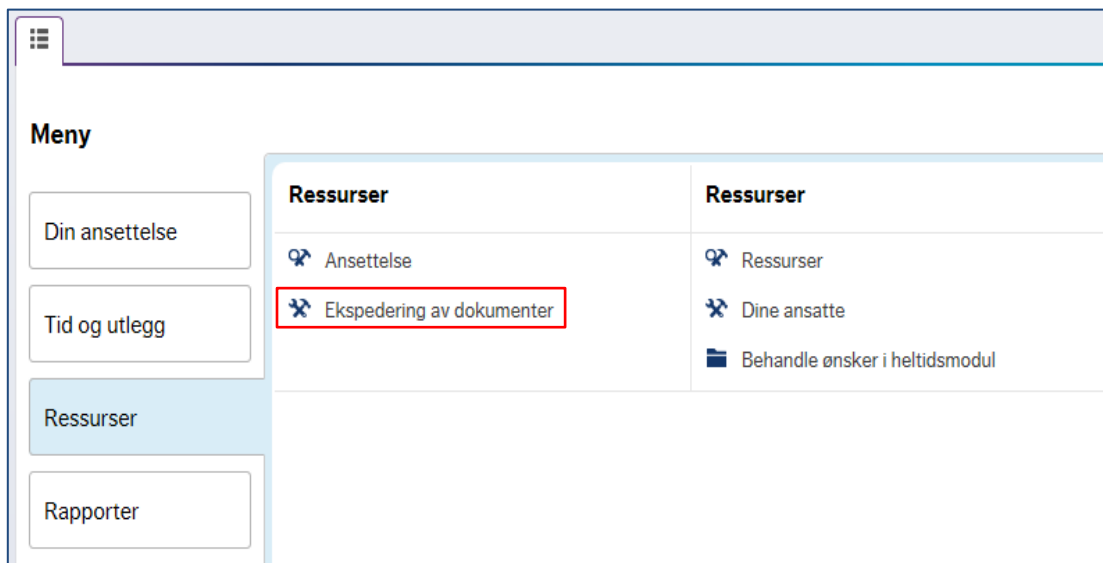 Meny
Din ansettelse
Tid og utlegg
Ressurser
Rapporter
Ressurser
Ansettelse
Ekspedering av dokumenter
Ressurser
Ressurser
Dine ansatte
Behandle ønsker i heltidsmodul